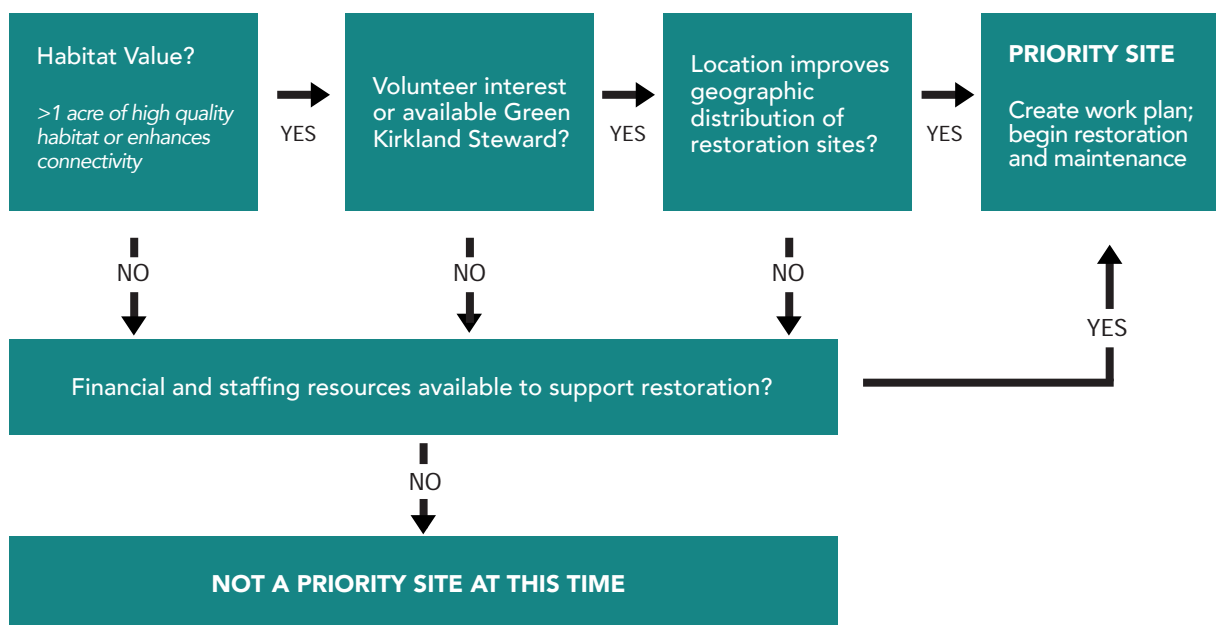 Habitat Value?
>1 acre of high quality
habitat or enhances
connectivity
YES
Volunteer interest
or available Green
Kirkland Steward?
YES
Location improves
geographic
distribution of
restoration sites?
YES
PRIORITY SITE
Create work plan;
begin restoration
and maintenance
NO
NO
NO
YES
Financial and staffing resources available to support restoration?
NO
NOT A PRIORITY SITE AT THIS TIME